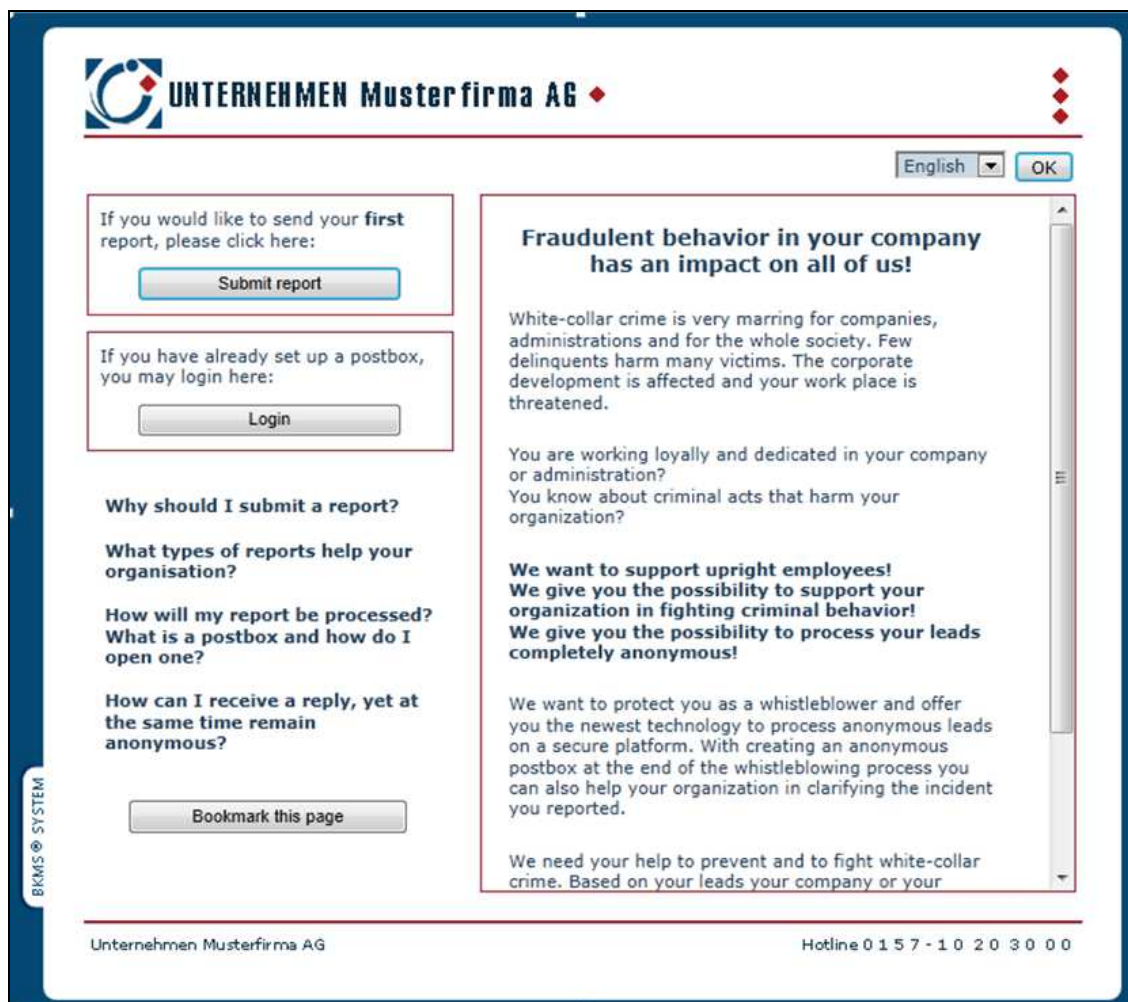 UNTERNEHMEN Musterfirma AG
English
OK
If you would like to send your first
report, please click here:
Submit report
If you have already set up a postbox,
you may login here:
Login
Why should I submit a report?
What types of reports help your
organisation?
How will my report be processed?
What is a postbox and how do I
open one?
How can I receive a reply, yet at
the same time remain
anonymous?
Bookmark this page
BKMS ® SYSTEM
Fraudulent behavior in your company
has an impact on all of us!
White-collar crime is very marring for companies,
administrations and for the whole society. Few
delinquents harm many victims. The corporate
development is affected and your work place is
threatened.
You are working loyally and dedicated in your company
or administration?
You know about criminal acts that harm your
organization?
We want to support upright employees!
We give you the possibility to support your
organization in fighting criminal behavior!
We give you the possibility to process your leads
completely anonymous!
We want to protect you as a whistleblower and offer
you the newest technology to process anonymous leads
on a secure platform. With creating an anonymous
postbox at the end of the whistleblowing process you
can also help your organization in clarifying the incident
you reported.
We need your help to prevent and to fight white-collar
crime. Based on your leads your company or your
Unternehmen Musterfirma AG
Hotline 0 1 5 7 - 1 0 2 0 3 0 0 0